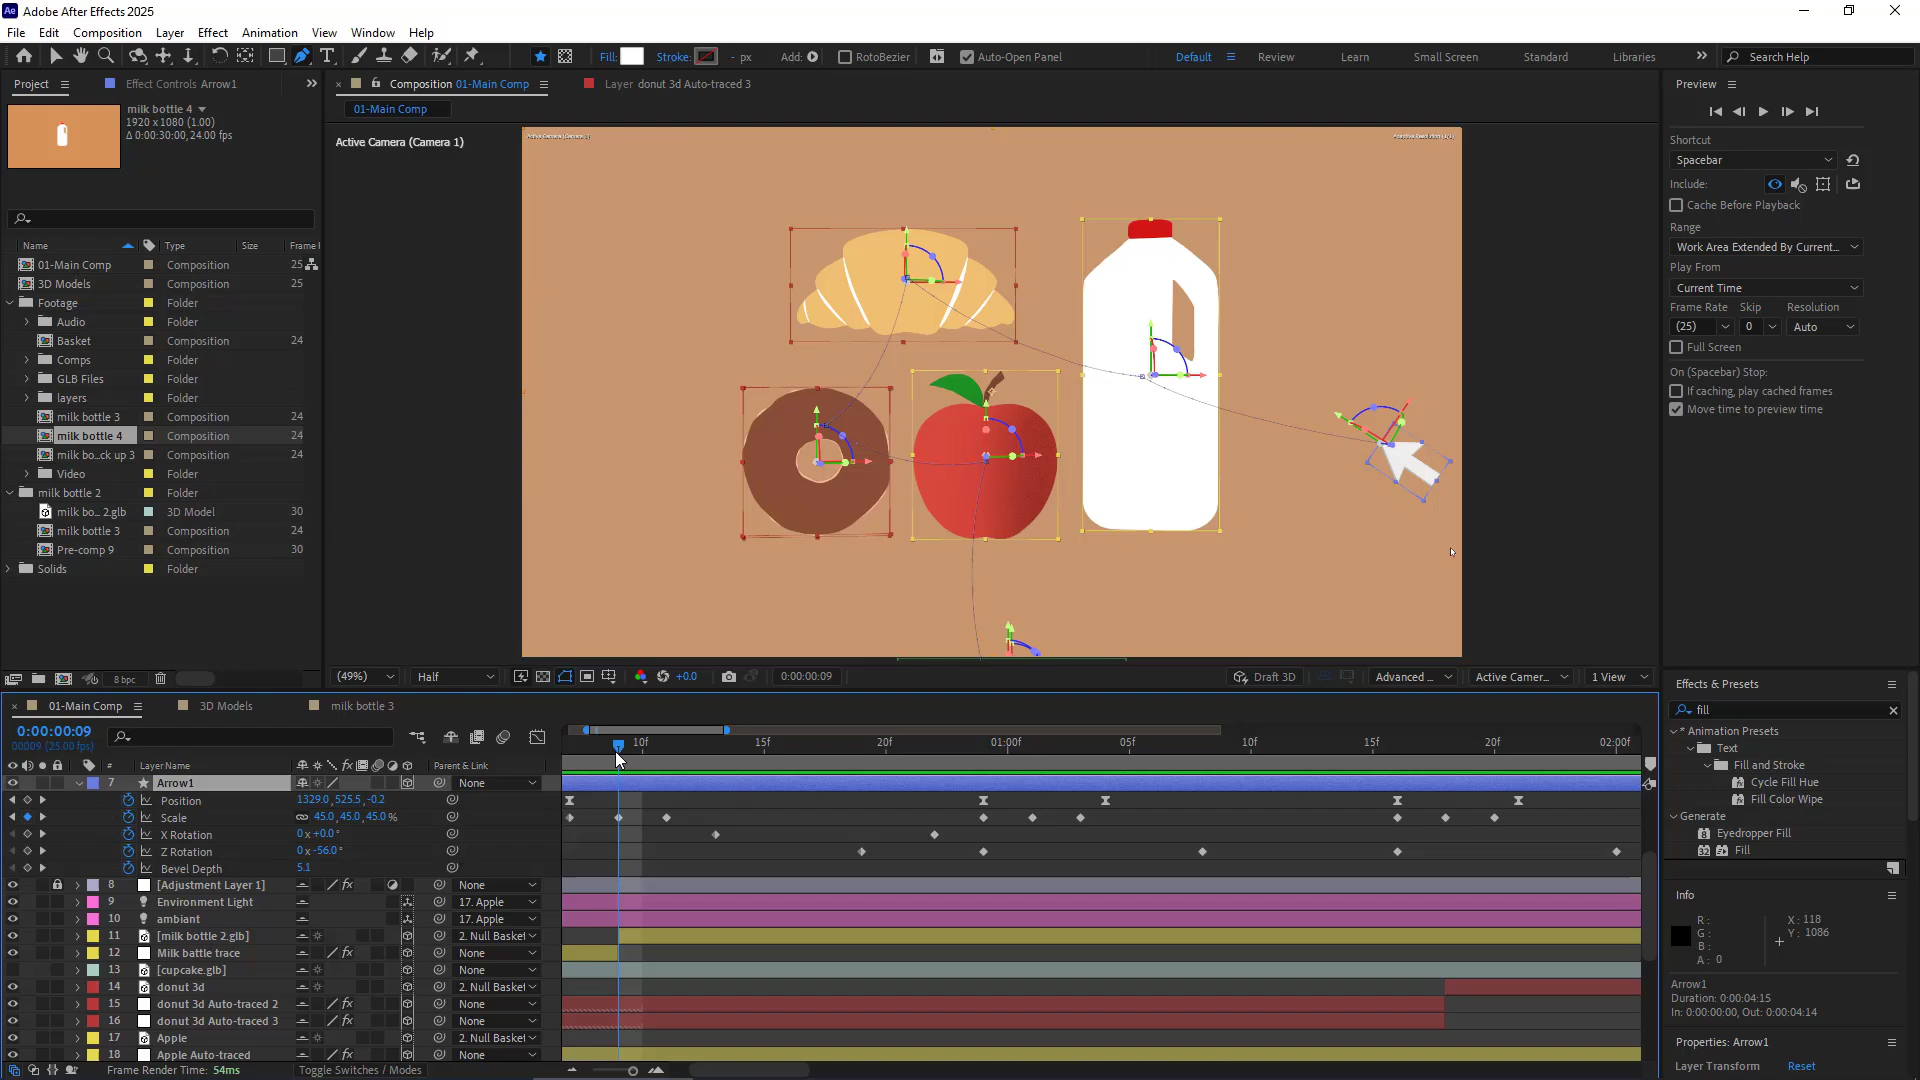 Adobe After Effects 2025
File Edit Composition Layer Effect Animation View Window Help
Fill: Stroke: - px Add: RotoBezier Auto-Open Panel Default Review Learn Small Screen Standard Libraries Search Help
Project Effect Controls Arrow1
milk bottle 4
1920 x 1080 (1.00)
Δ 0:00:30:00, 24.00 fps
Name Type Size Frame
01-Main Comp Composition 25
3D Models Composition 25
Footage Folder
Audio Folder
Basket Composition 24
Comps Folder
GLB Files Folder
layers Folder
milk bottle 3 Composition 24
milk bottle 4 Composition 24
milk bo...ck up 3 Composition 24
Video Folder
milk bottle 2 Folder
milk bo... 2.glb 3D Model 30
milk bottle 3 Composition 24
Pre-comp 9 Composition 30
Solids Folder
8 bpc
Composition 01-Main Comp Layer donut 3d Auto-traced 3
01-Main Comp
Active Camera (Camera 1)
Active Camera (Camera 1)
(49%) Half +0.0 0:00:00:09 Draft 3D Advanced ... Active Camer... 1 View
Preview
Shortcut
Spacebar
Include:
Cache Before Playback
Range
Work Area Extended By Current...
Play From
Current Time
Frame Rate Skip Resolution
(25) 0 Auto
Full Screen
On (Spacebar) Stop:
If caching, play cached frames
Move time to preview time
01-Main Comp 3D Models milk bottle 3
0:00:00:09
00009 (25.00 fps)
10f 15f 20f 01:00f 05f 10f 15f 20f 02:00f
# Layer Name Parent & Link
7 Arrow1 None
Position 1329.0,525.5,-0.2
Scale 45.0,45.0,45.0%
X Rotation 0x+0.0°
Z Rotation 0x-56.0°
Bevel Depth 5.1
8 [Adjustment Layer 1] fx None
9 Environment Light 17. Apple
10 ambiant 17. Apple
11 [milk bottle 2.glb] 2. Null Basket
12 Milk battle trace fx None
13 [cupcake.glb] None
14 donut 3d 2. Null Basket
15 donut 3d Auto-traced 2 fx None
16 donut 3d Auto-traced 3 fx None
17 Apple 2. Null Basket
18 Apple Auto-traced fx None
Frame Render Time: 54ms Toggle Switches / Modes
Effects & Presets
fill
* Animation Presets
Text
Fill and Stroke
Cycle Fill Hue
Fill Color Wipe
Generate
Eyedropper Fill
Fill
Info
R: X: 118
G: Y: 1086
B:
A: 0
Arrow1
Duration: 0:00:04:15
In: 0:00:00:00, Out: 0:00:04:14
Properties: Arrow1
Layer Transform Reset